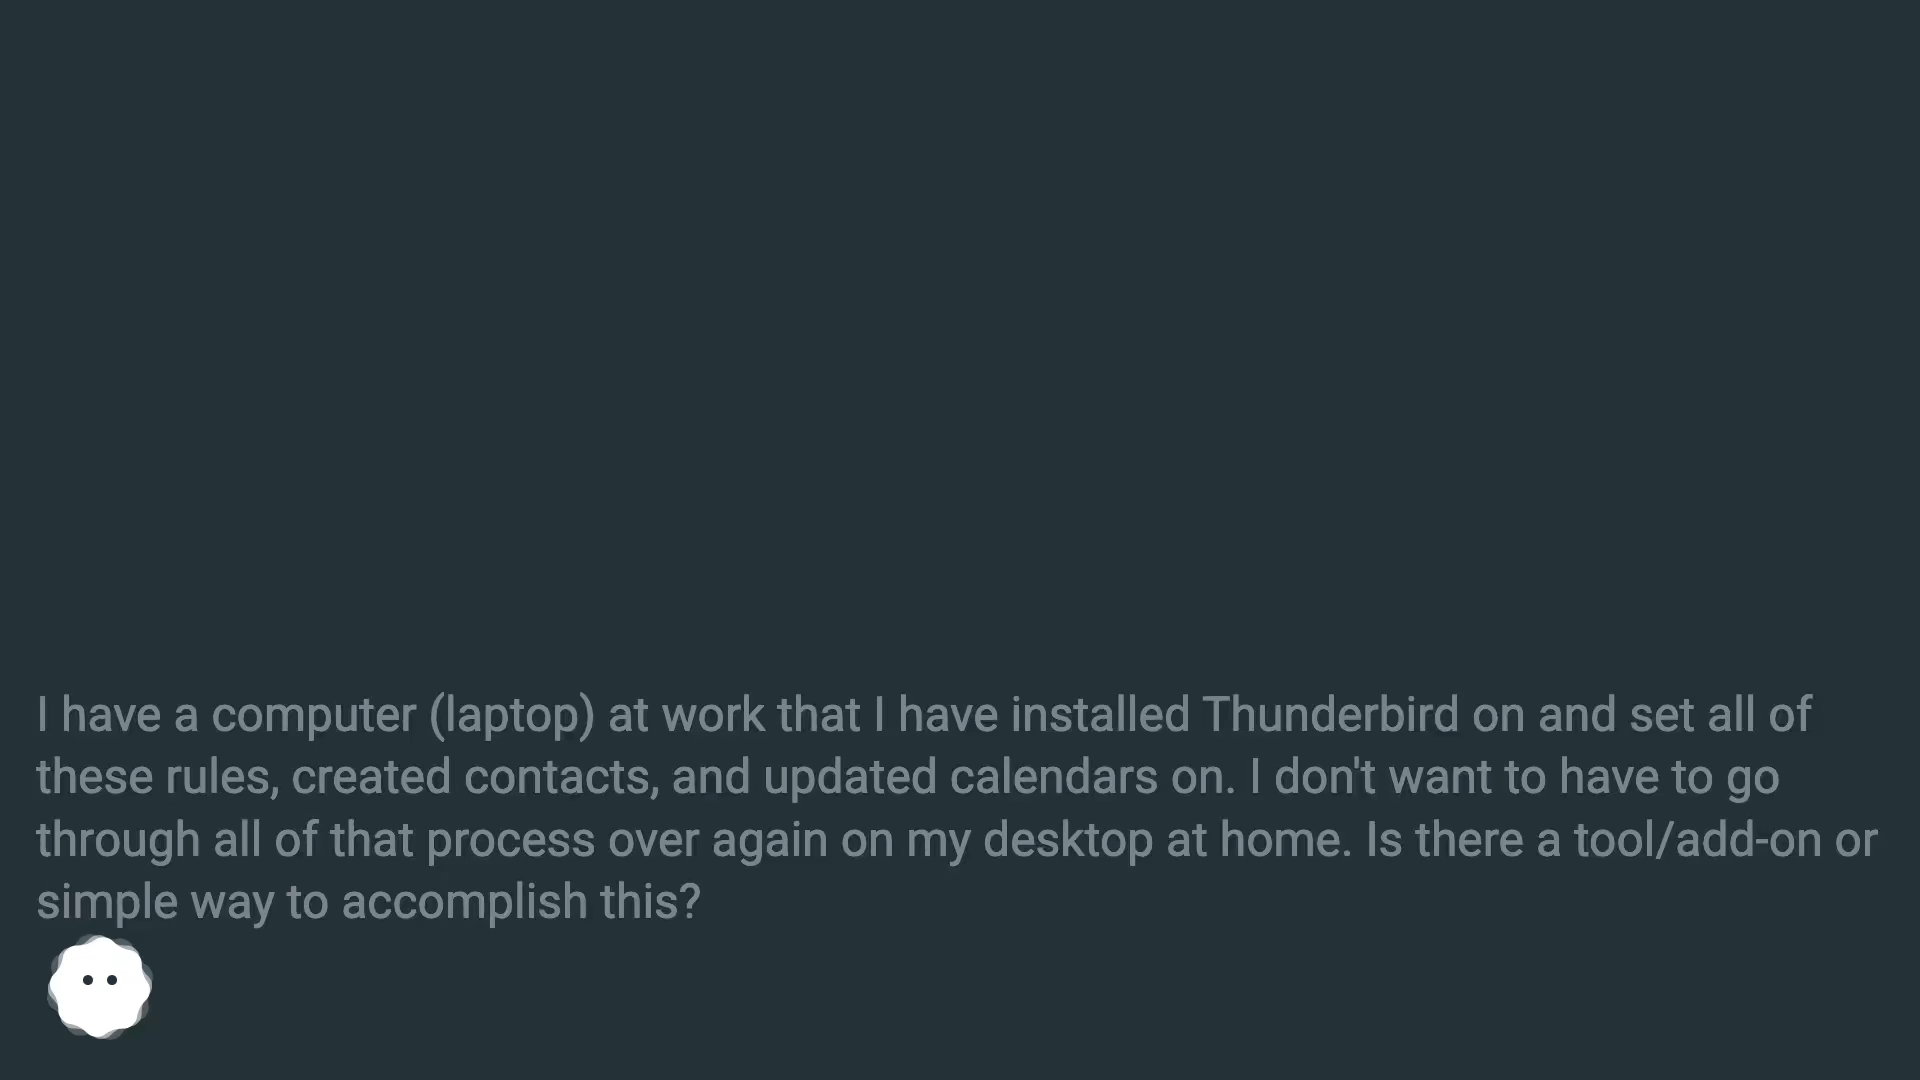 I have a computer (laptop) at work that I have installed Thunderbird on and set all of
these rules, created contacts, and updated calendars on. I don't want to have to go
through all of that process over again on my desktop at home. Is there a tool/add-on or
simple way to accomplish this?